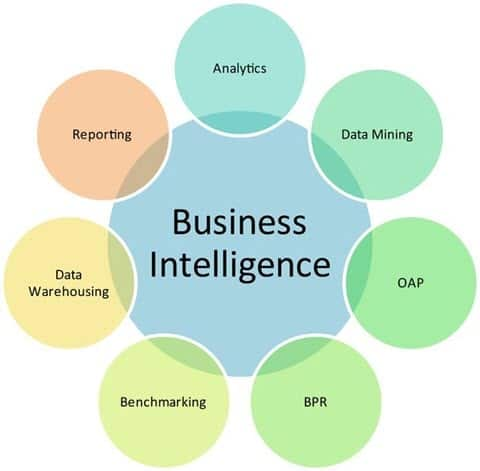 Analytics
Reporting
Data Mining
Business
Intelligence
Data
Warehousing
OAP
Benchmarking
BPR